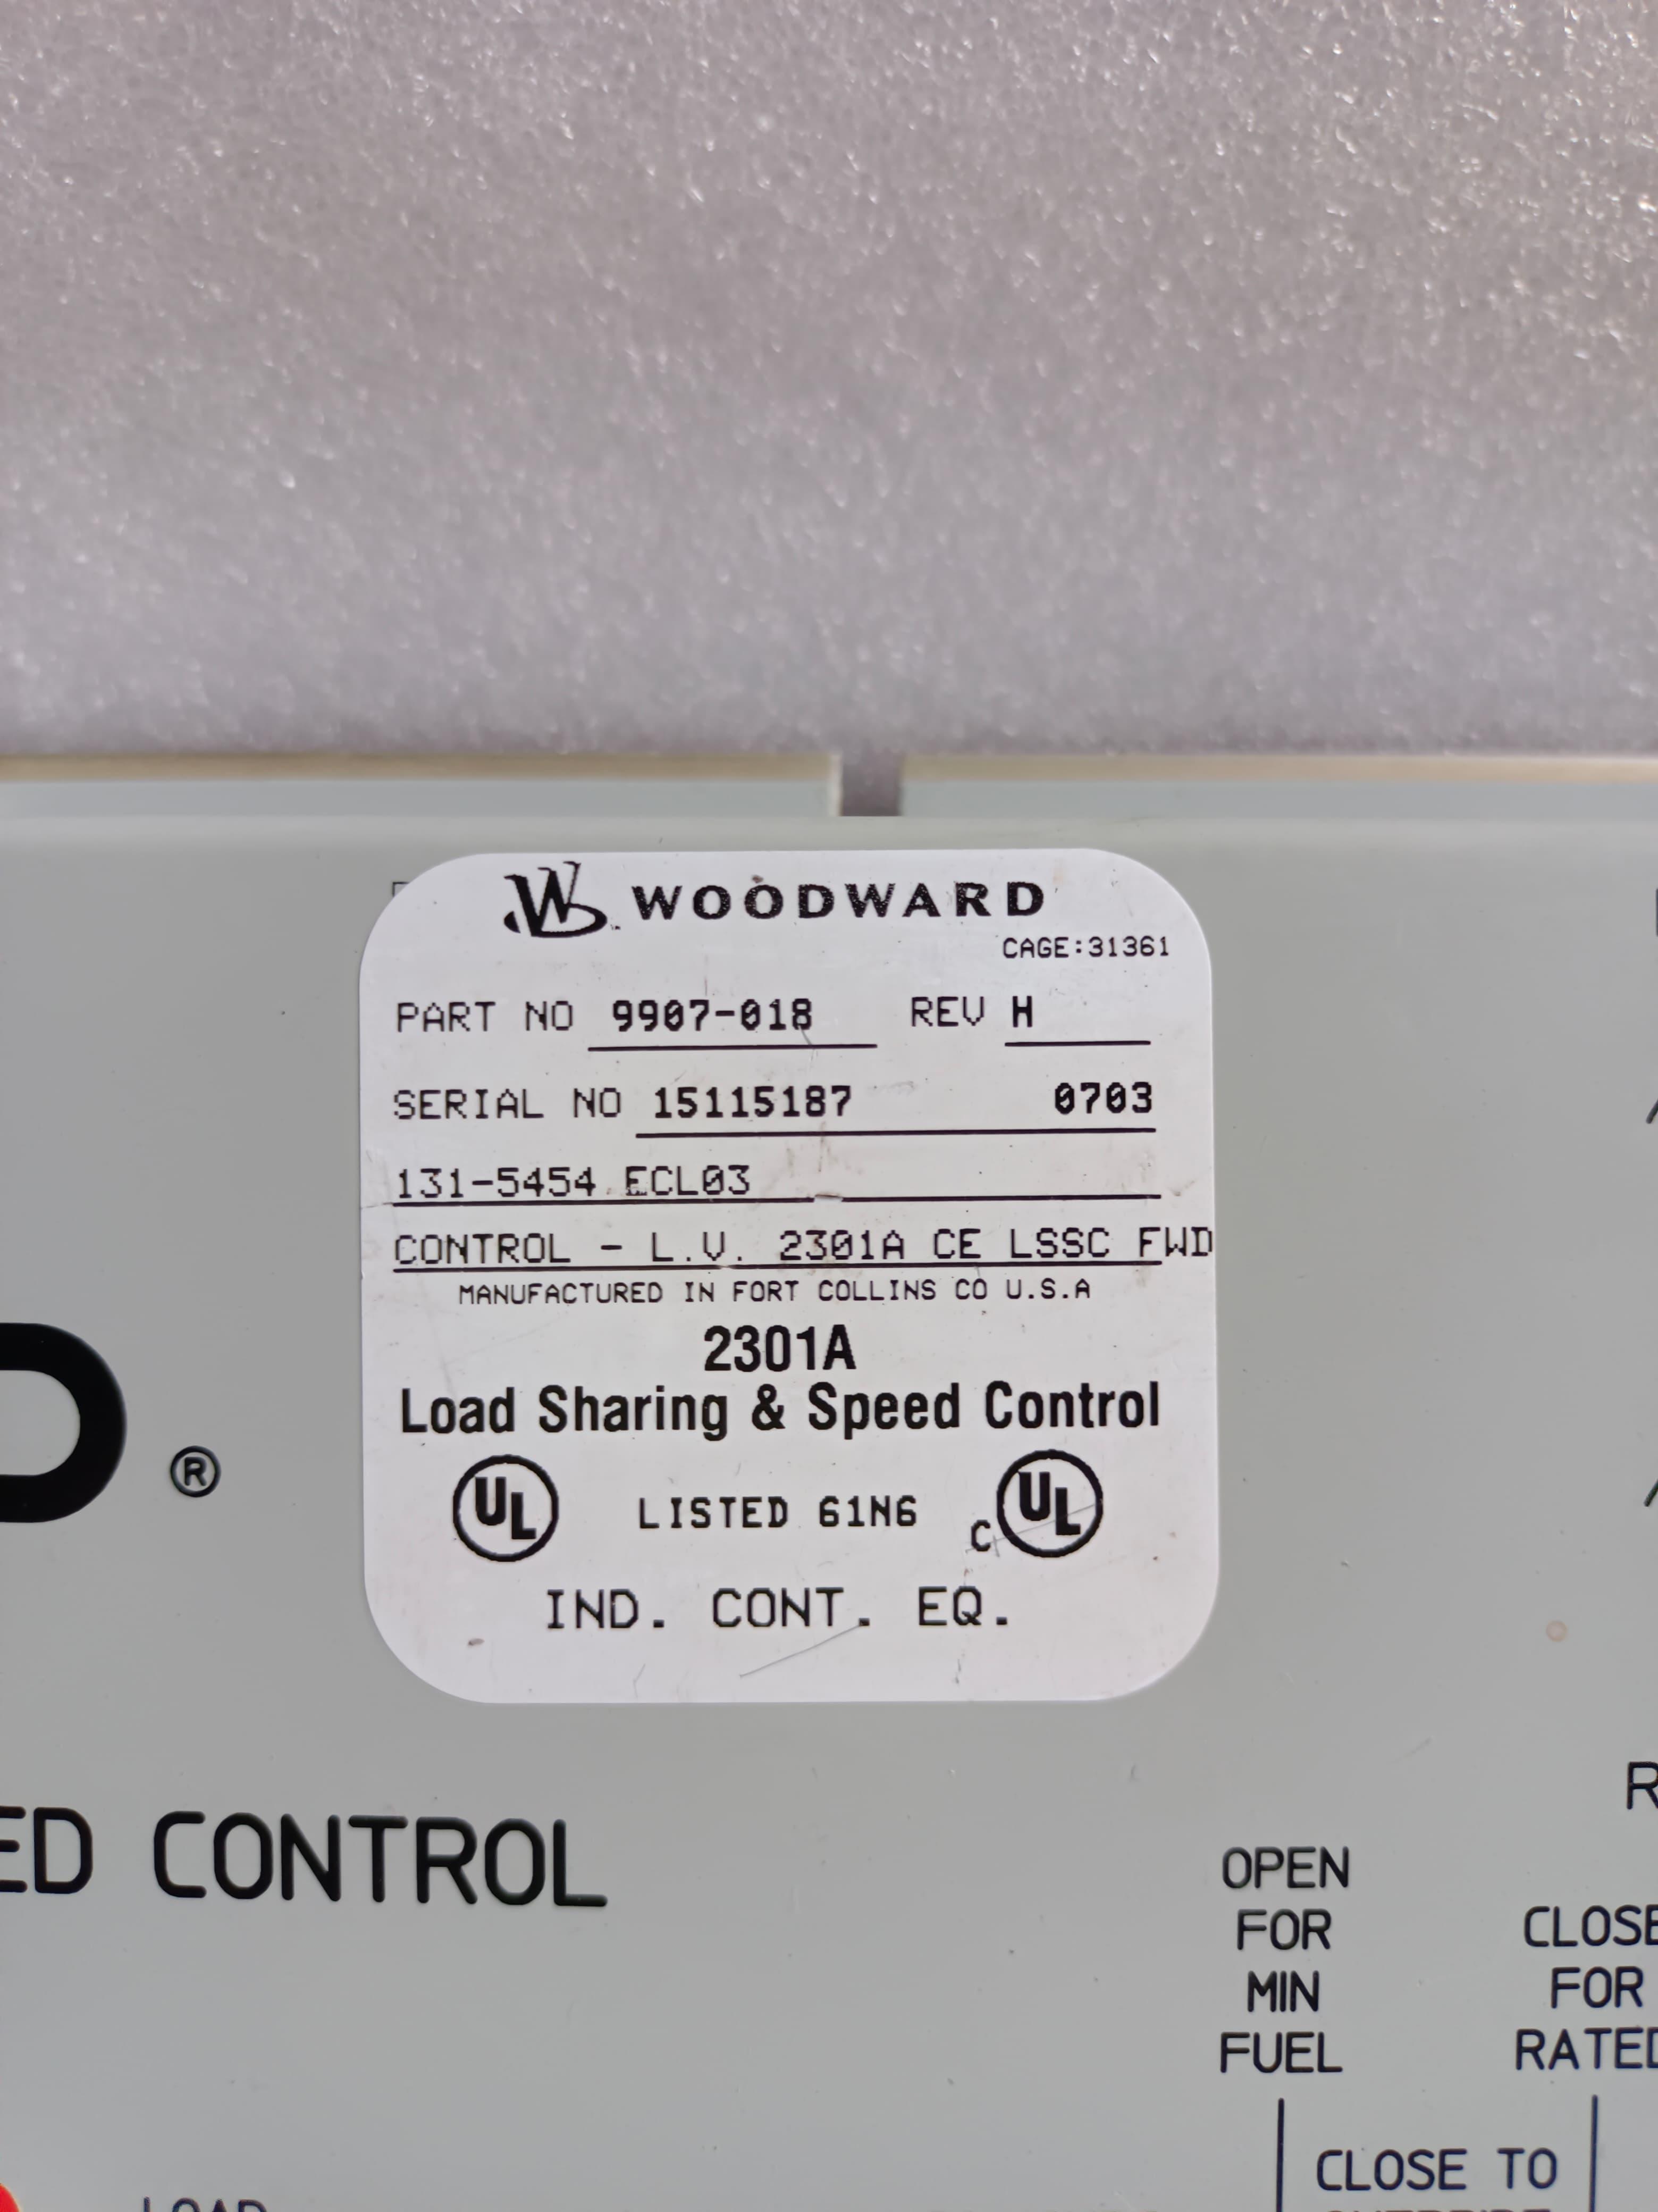 WOODWARD
CAGE:31361
PART NO 9907-018 REV H
SERIAL NO 15115187 0703
131-5454 ECL03
CONTROL - L.V. 2301A CE LSSC FWD
MANUFACTURED IN FORT COLLINS CO U.S.A
2301A
Load Sharing & Speed Control
UL LISTED 61N6 C UL
IND. CONT. EQ.
D ®
ED CONTROL
R
OPEN
FOR
MIN
FUEL
CLOSE
FOR
RATED
CLOSE TO
LOAD